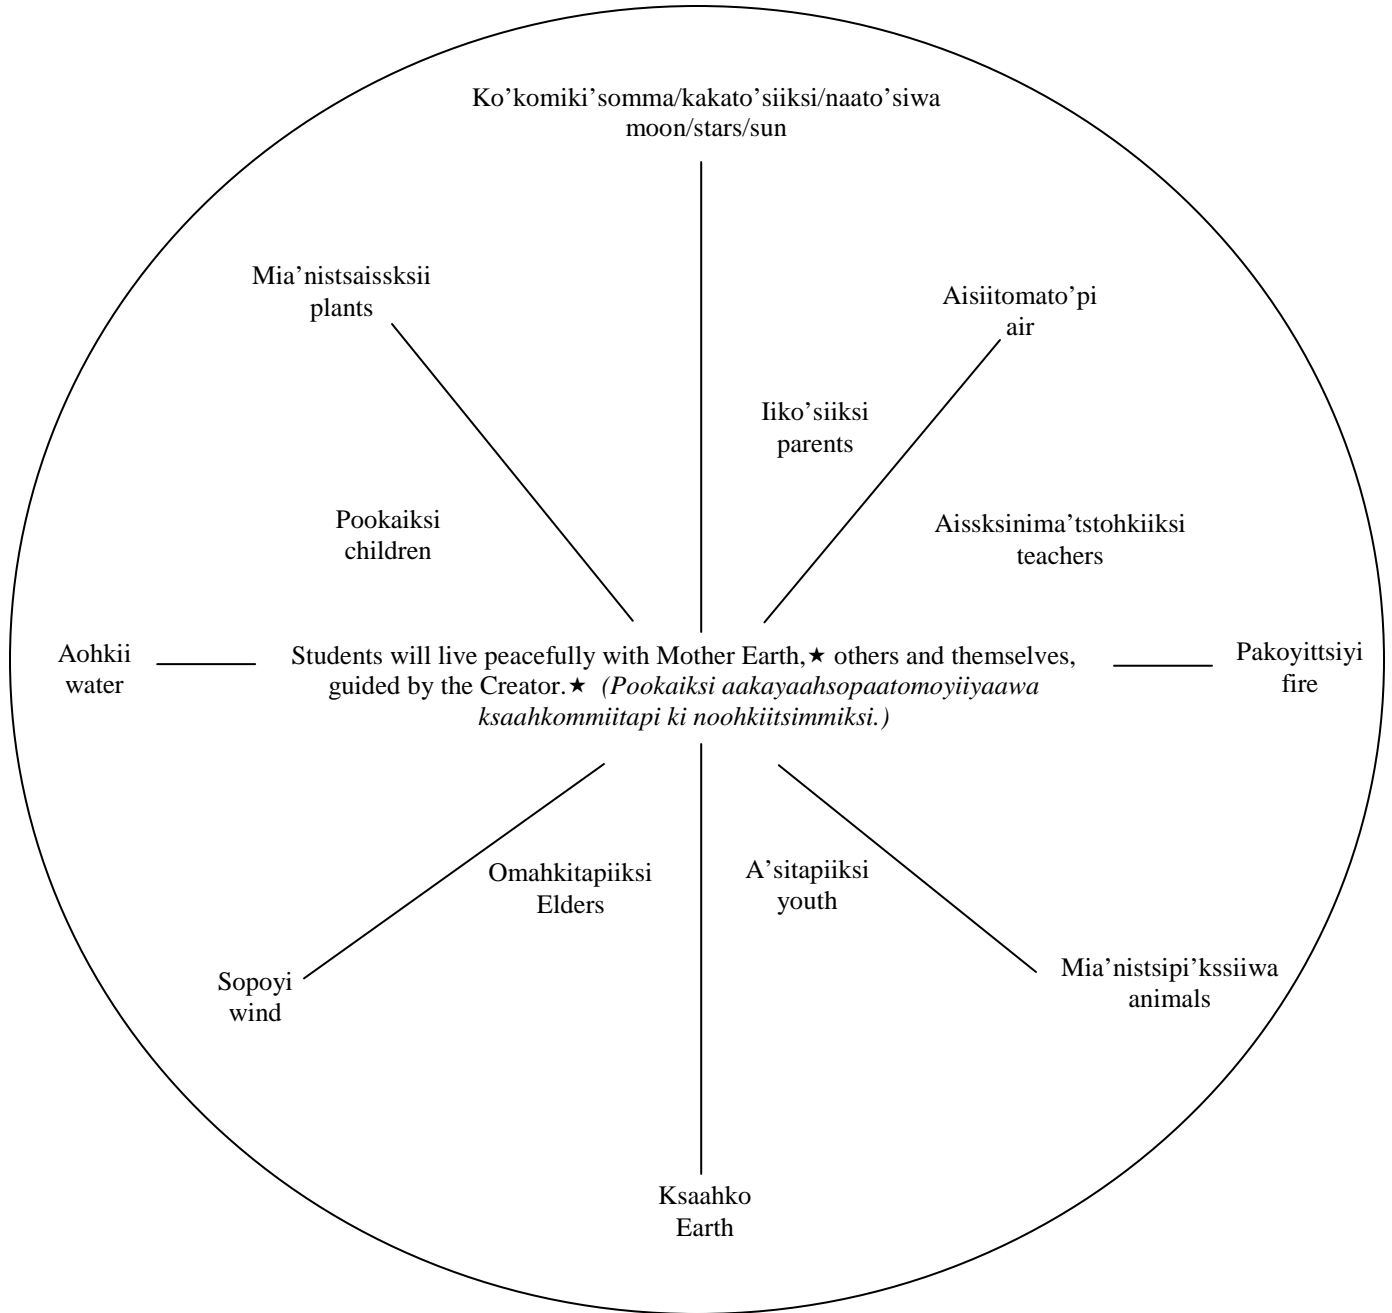 Ko’komiki’somma/kakato’siiksi/naato’siwa
moon/stars/sun
Mia’nistsaissksii
plants
Aisiitomato’pi
air
Iiko’siiksi
parents
Pookaiksi
children
Aissksinima’tstohkiiksi
teachers
Aohkii
water
Students will live peacefully with Mother Earth,★ others and themselves,
guided by the Creator.★ (Pookaiksi aakayaahsopaatomoyiiyaawa
ksaahkommiitapi ki noohkiitsimmiksi.)
Pakoyittsiyi
fire
Omahkitapiiksi
Elders
A’sitapiiksi
youth
Sopoyi
wind
Mia’nistsipi’kssiiwa
animals
Ksaahko
Earth